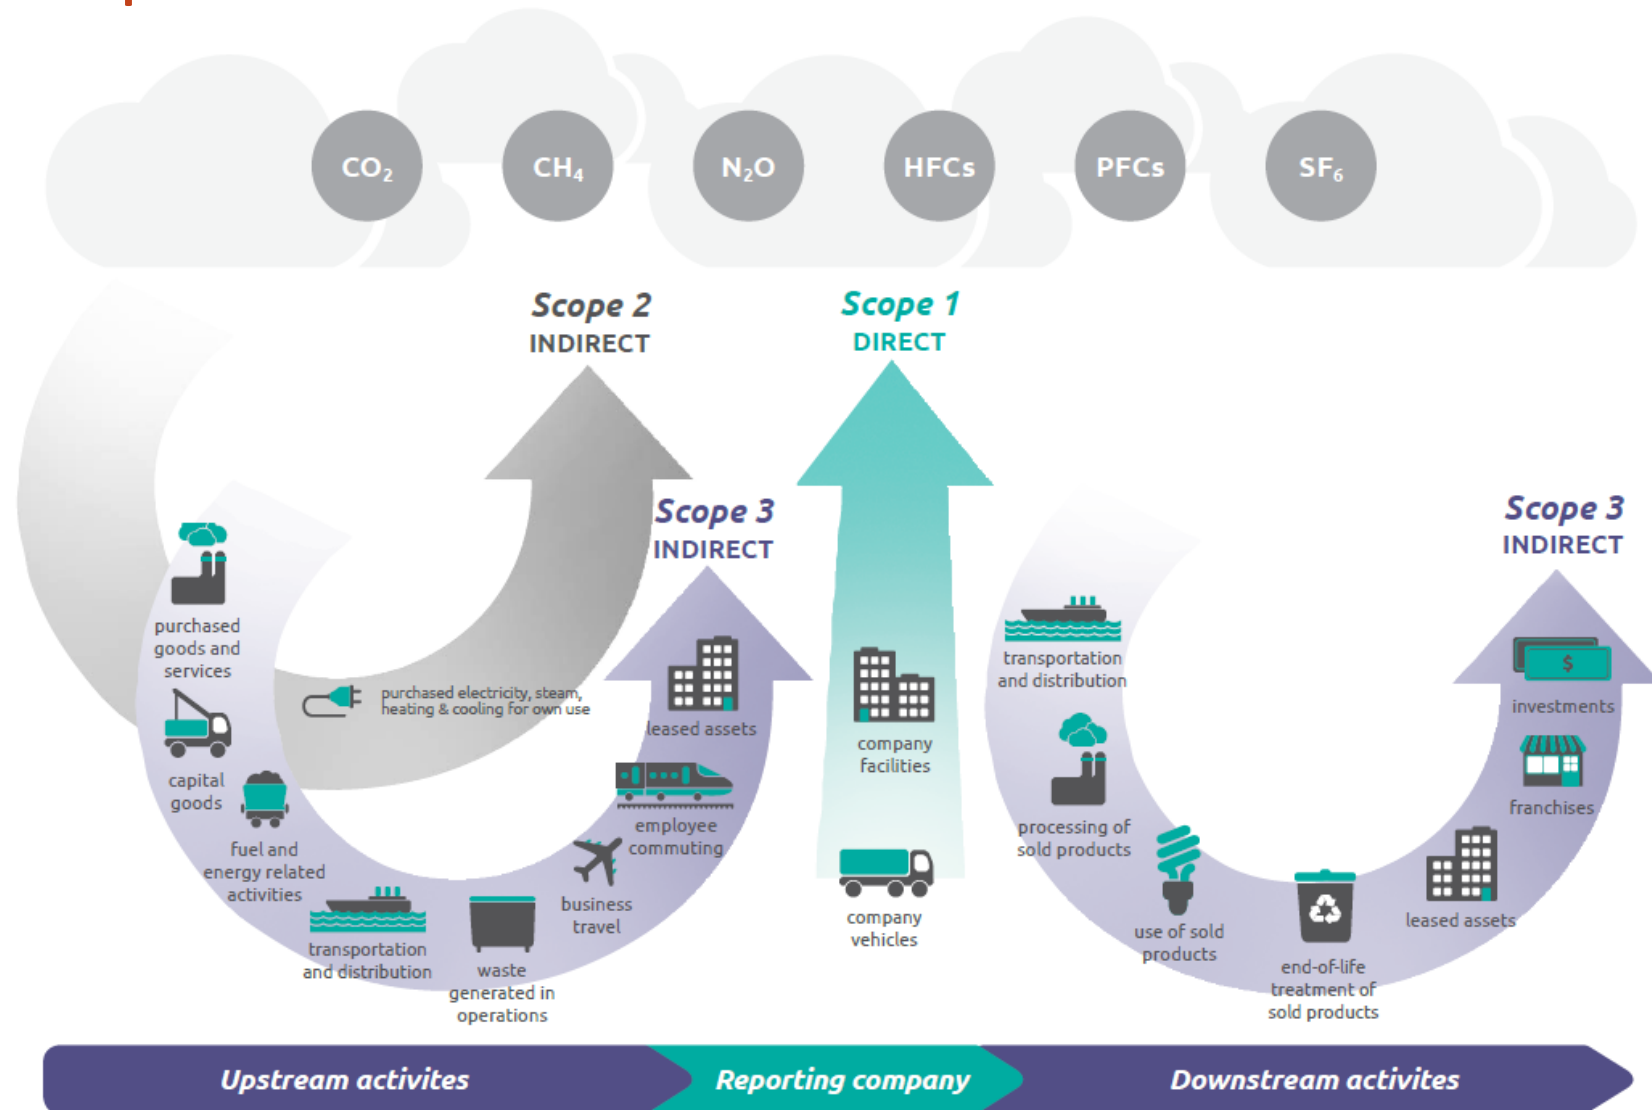 CO₂
CH₄
N₂O
HFCs
PFCs
SF₆
Scope 2
INDIRECT
Scope 1
DIRECT
Scope 3
INDIRECT
Scope 3
INDIRECT
purchased
goods and
services
capital
goods
fuel and
energy related
activities
transportation
and distribution
waste
generated in
operations
business
travel
employee
commuting
leased assets
purchased electricity, steam,
heating & cooling for own use
company
facilities
company
vehicles
transportation
and distribution
processing of
sold products
use of sold
products
end-of-life
treatment of
sold products
leased assets
franchises
investments
$
Upstream activites
Reporting company
Downstream activites